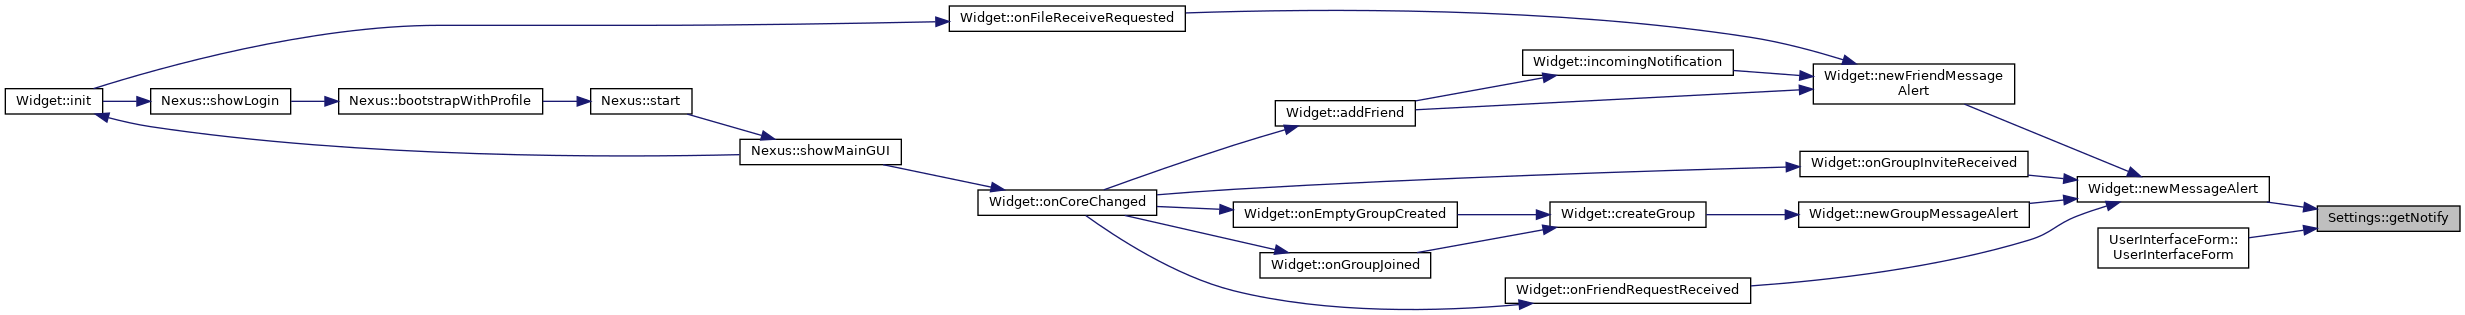 Widget::onFileReceiveRequested
Widget::incomingNotification
Widget::newFriendMessage
Alert
Widget::init
Nexus::showLogin
Nexus::bootstrapWithProfile
Nexus::start
Widget::addFriend
Nexus::showMainGUI
Widget::onGroupInviteReceived
Widget::newMessageAlert
Widget::onCoreChanged
Widget::onEmptyGroupCreated
Widget::createGroup
Widget::newGroupMessageAlert
Settings::getNotify
UserInterfaceForm::
UserInterfaceForm
Widget::onGroupJoined
Widget::onFriendRequestReceived